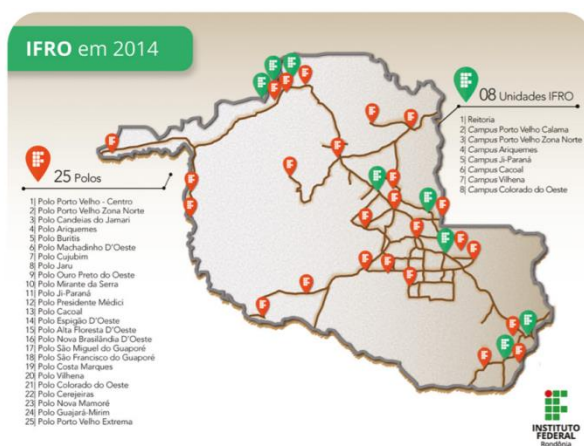 IFRO em 2014
25 Polos
1| Polo Porto Velho - Centro
2| Polo Porto Velho Zona Norte
3| Polo Candeias do Jamari
4| Polo Ariquemes
5| Polo Buritis
6| Polo Machadinho D'Oeste
7| Polo Cujubim
8| Polo Jaru
9| Polo Ouro Preto do Oeste
10| Polo Mirante da Serra
11| Polo Ji-Paraná
12| Polo Presidente Médici
13| Polo Cacoal
14| Polo Espigão D'Oeste
15| Polo Alta Floresta D'Oeste
16| Polo Nova Brasilândia D'Oeste
17| Polo São Miguel do Guaporé
18| Polo São Francisco do Guaporé
19| Polo Costa Marques
20| Polo Vilhena
21| Polo Colorado do Oeste
22| Polo Cerejeiras
23| Polo Nova Mamoré
24| Polo Guajará-Mirim
25| Polo Porto Velho Extrema
08 Unidades IFRO
1| Reitoria
2| Campus Porto Velho Calama
3| Campus Porto Velho Zona Norte
4| Campus Ariquemes
5| Campus Ji-Paraná
6| Campus Cacoal
7| Campus Vilhena
8| Campus Colorado do Oeste
INSTITUTO
FEDERAL
Rondônia